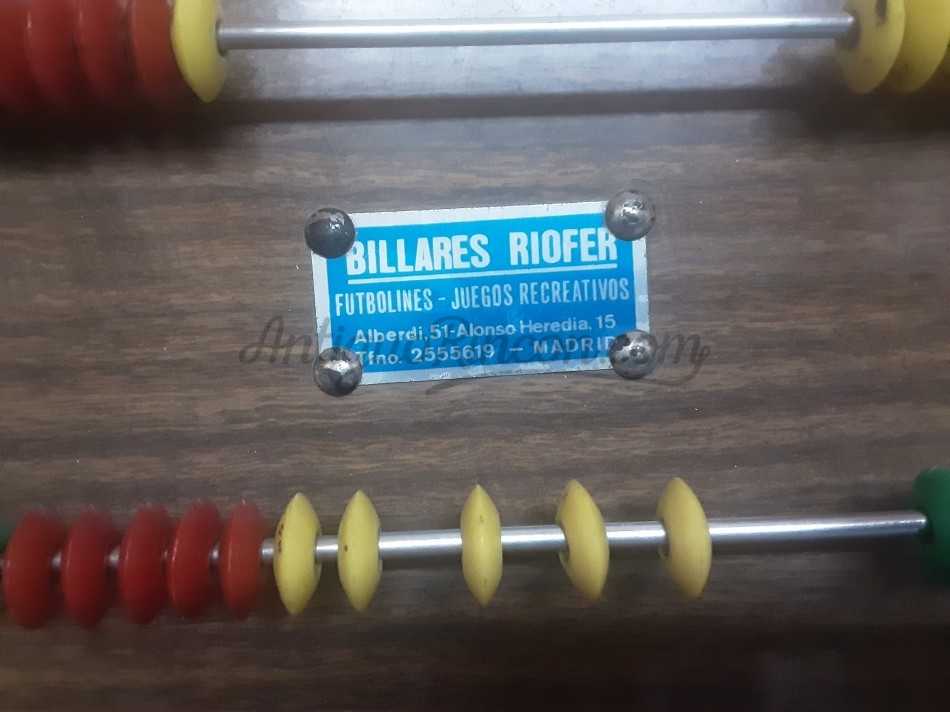 BILLARES RIOFER
FUTBOLINES - JUEGOS RECREATIVOS
Alberdi, 51-Alonso Heredia, 15
Tfno. 2555619 - MADRID